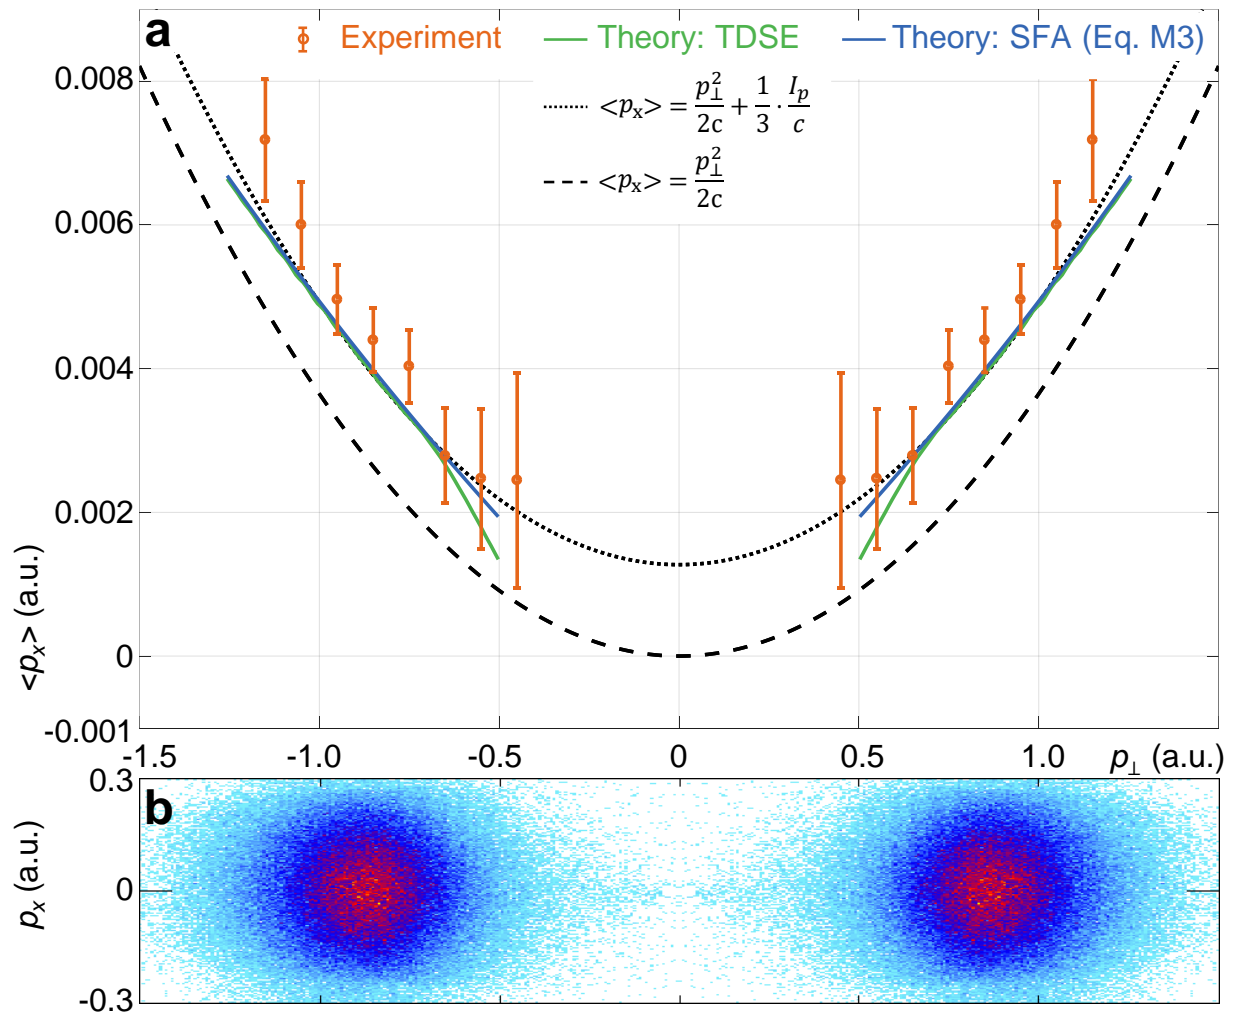 a
Experiment Theory: TDSE Theory: SFA (Eq. M3)
<pₓ> = p⊥²/2c + 1/3 · Iₚ/c
<pₓ> = p⊥²/2c
0.008
0.006
0.004
0.002
0
-0.001
<pₓ> (a.u.)
-1.5 -1.0 -0.5 0 0.5 1.0 p⊥ (a.u.)
b
0.3
0
-0.3
pₓ (a.u.)